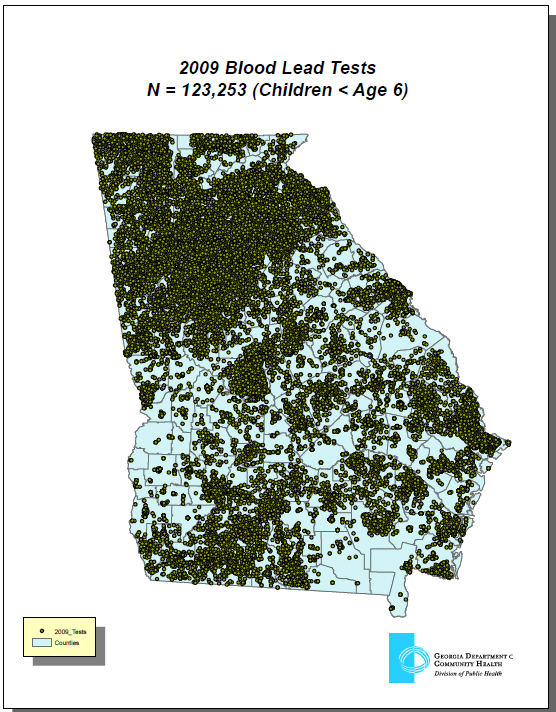 2009 Blood Lead Tests
N = 123,253 (Children < Age 6)
2009_Tests
Counties
GEORGIA DEPARTMENT C
COMMUNITY HEALTH
Division of Public Health